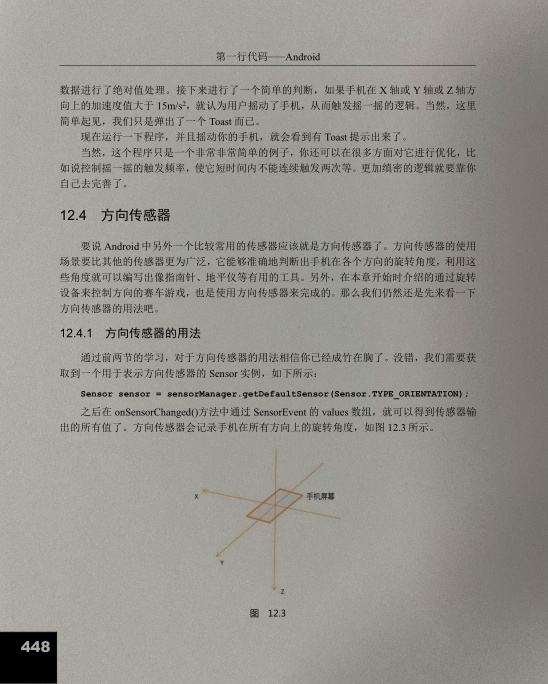 第一行代码——Android
数据进行了绝对值处理。接下来进行了一个简单的判断，如果手机在 X 轴或 Y 轴或 Z 轴方
向上的加速度值大于 15m/s²，就认为用户摇动了手机，从而触发摇一摇的逻辑。当然，这里
简单起见，我们只是弹出了一个 Toast 而已。
现在运行一下程序，并且摇动你的手机，就会看到有 Toast 提示出来了。
当然，这个程序只是一个非常非常简单的例子，你还可以在很多方面对它进行优化，比
如说控制摇一摇的触发频率，使它短时间内不能连续触发两次等。更加缜密的逻辑就要靠你
自己去完善了。
12.4 方向传感器
要说 Android 中另外一个比较常用的传感器应该就是方向传感器了。方向传感器的使用
场景要比其他的传感器更为广泛，它能够准确地判断出手机在各个方向的旋转角度，利用这
些角度就可以编写出像指南针、地平仪等有用的工具。另外，在本章开始时介绍的通过旋转
设备来控制方向的赛车游戏，也是使用方向传感器来完成的。那么我们仍然还是先来看一下
方向传感器的用法吧。
12.4.1 方向传感器的用法
通过前两节的学习，对于方向传感器的用法相信你已经成竹在胸了。没错，我们需要获
取到一个用于表示方向传感器的 Sensor 实例，如下所示：
Sensor sensor = sensorManager.getDefaultSensor(Sensor.TYPE_ORIENTATION);
之后在 onSensorChanged()方法中通过 SensorEvent 的 values 数组，就可以得到传感器输
出的所有值了。方向传感器会记录手机在所有方向上的旋转角度，如图 12.3 所示。
X
手机屏幕
Y
Z
图 12.3
448